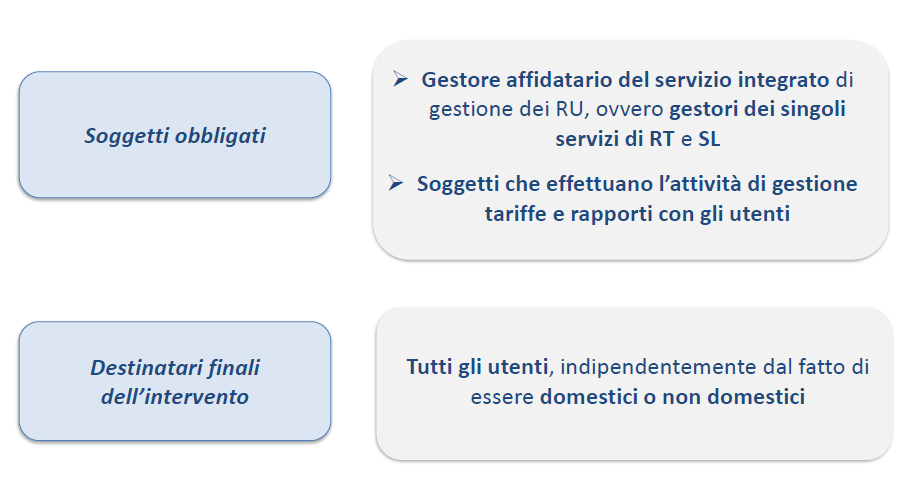 Soggetti obbligati
➢ Gestore affidatario del servizio integrato di
gestione dei RU, ovvero gestori dei singoli
servizi di RT e SL
➢ Soggetti che effettuano l'attività di gestione
tariffe e rapporti con gli utenti
Destinatari finali
dell'intervento
Tutti gli utenti, indipendentemente dal fatto di
essere domestici o non domestici